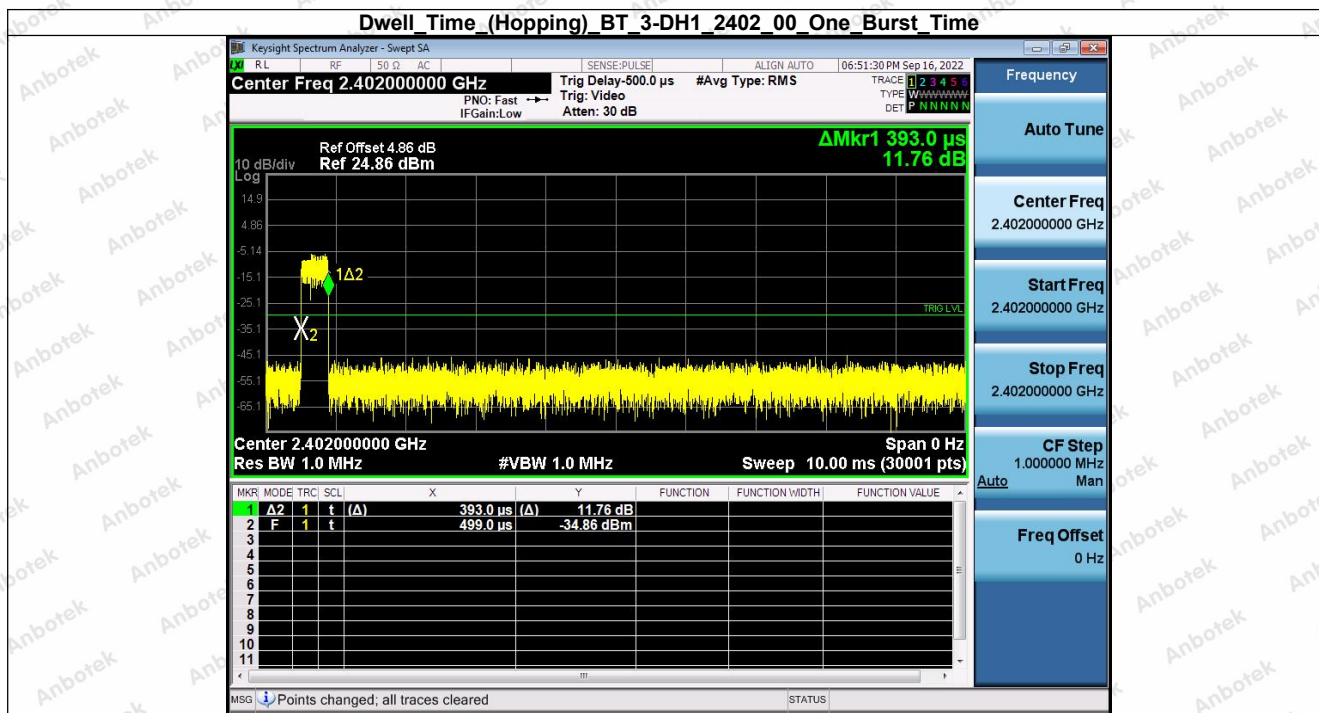 Dwell_Time_(Hopping)_BT_3-DH1_2402_00_One_Burst_Time
Keysight Spectrum Analyzer - Swept SA
LXI RL RF 50 Ω AC SENSE:PULSE ALIGN AUTO 06:51:30 PM Sep 16, 2022
Center Freq 2.402000000 GHz
PNO: Fast
IFGain:Low
Trig Delay-500.0 µs
Trig: Video
Atten: 30 dB
#Avg Type: RMS
TRACE 1 2 3 4 5 6
TYPE WWWWWW
DET P N N N N N
ΔMkr1 393.0 µs
11.76 dB
Ref Offset 4.86 dB
10 dB/div Ref 24.86 dBm
Log
14.9
4.86
-5.14
-15.1
-25.1
-35.1
-45.1
-55.1
-65.1
1Δ2
X2
TRIG LVL
Center 2.402000000 GHz Span 0 Hz
Res BW 1.0 MHz #VBW 1.0 MHz Sweep 10.00 ms (30001 pts)
MKR MODE TRC SCL X Y FUNCTION FUNCTION WIDTH FUNCTION VALUE
1 Δ2 1 t (Δ) 393.0 µs (Δ) 11.76 dB
2 F 1 t 499.0 µs -34.86 dBm
3
4
5
6
7
8
9
10
11
MSG Points changed; all traces cleared STATUS
Frequency
Auto Tune
Center Freq
2.402000000 GHz
Start Freq
2.402000000 GHz
Stop Freq
2.402000000 GHz
CF Step
1.000000 MHz
Auto Man
Freq Offset
0 Hz
Anbotek